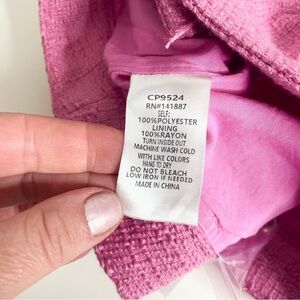 CP9524
RN#141887
SELF:
100%POLYESTER
LINING
100%RAYON
TURN INSIDE OUT
MACHINE WASH COLD
WITH LIKE COLORS
HANG TO DRY
DO NOT BLEACH
LOW IRON IF NEEDED
MADE IN CHINA